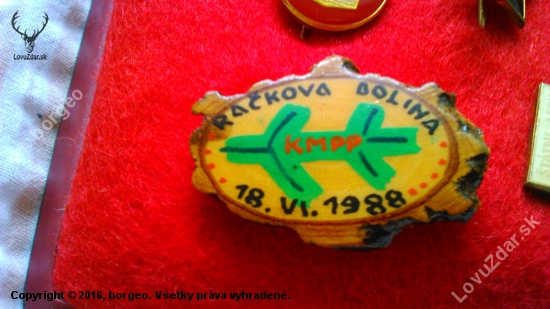 LovuZdar.sk
borgeo
RAČKOVA DOLINA
KMPP
18. VI. 1988
LovuZdar.sk
Copyright © 2016, borgeo. Všetky práva vyhradené.